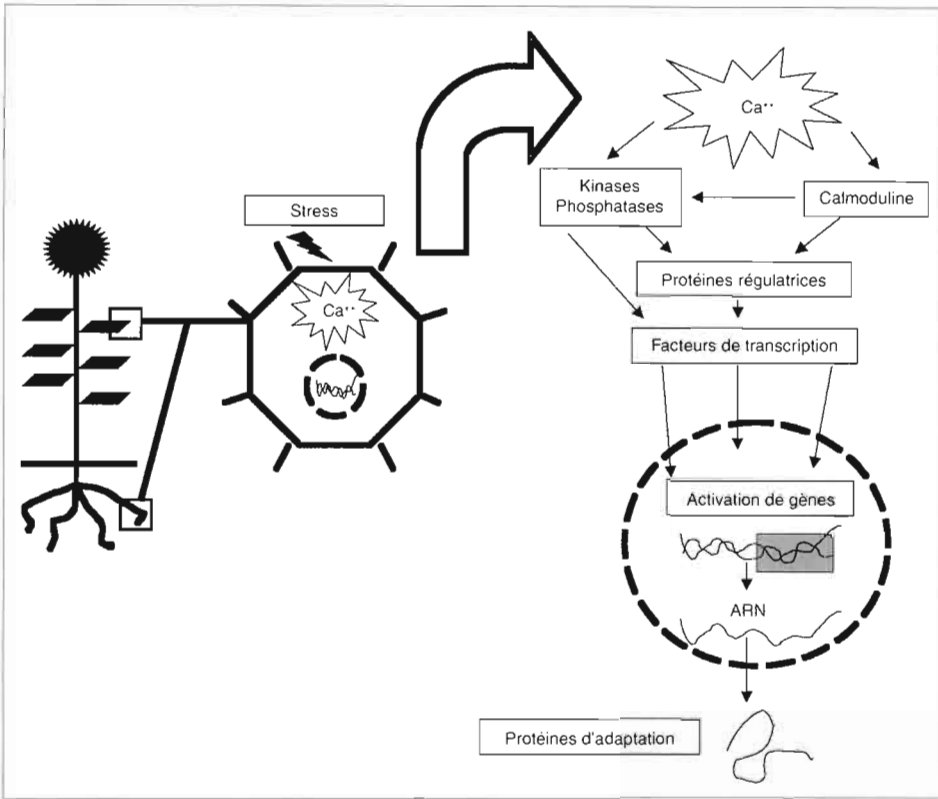 Stress
Ca··
Ca··
Kinases
Phosphatases
Calmoduline
Protéines régulatrices
Facteurs de transcription
Activation de gènes
ARN
Protéines d'adaptation